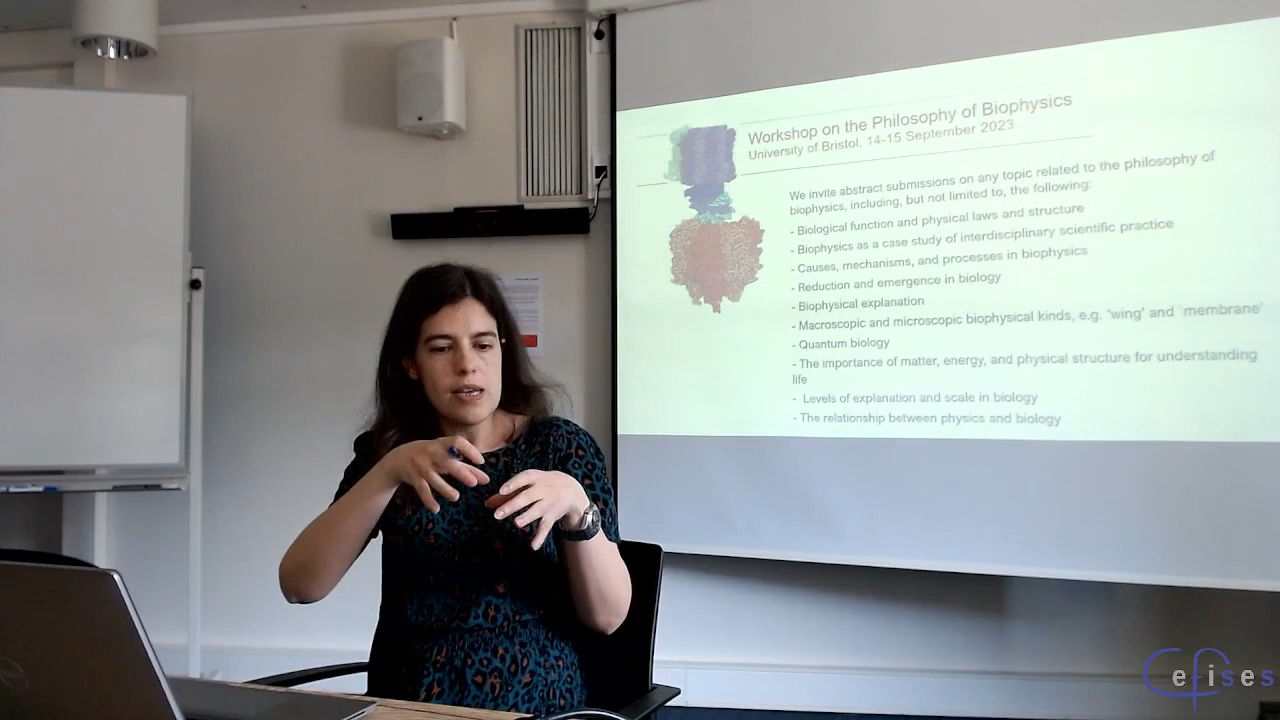 Workshop on the Philosophy of Biophysics
University of Bristol, 14-15 September 2023
We invite abstract submissions on any topic related to the philosophy of
biophysics, including, but not limited to, the following:
- Biological function and physical laws and structure
- Biophysics as a case study of interdisciplinary scientific practice
- Causes, mechanisms, and processes in biophysics
- Reduction and emergence in biology
- Biophysical explanation
- Macroscopic and microscopic biophysical kinds, e.g. 'wing' and `membrane'
- Quantum biology
- The importance of matter, energy, and physical structure for understanding
life
- Levels of explanation and scale in biology
- The relationship between physics and biology
Cefises